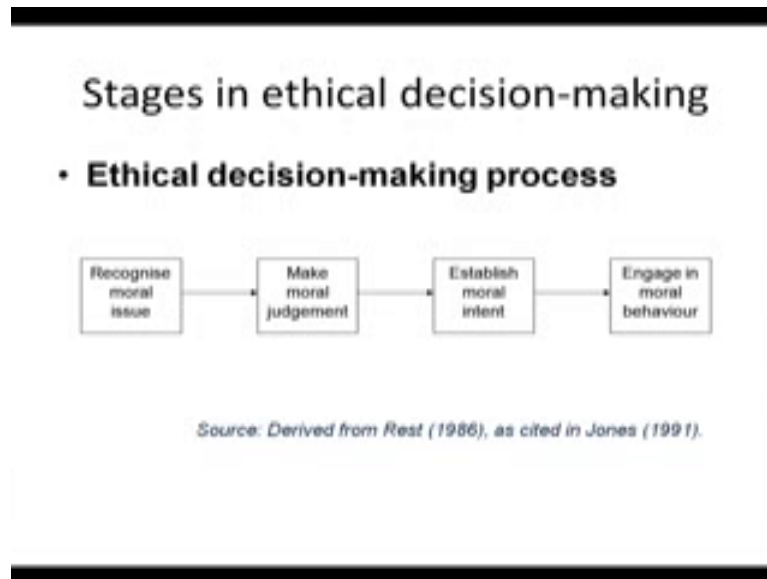 Stages in ethical decision-making
• Ethical decision-making process
Recognise
moral
issue
Make
moral
judgement
Establish
moral
intent
Engage in
moral
behaviour
Source: Derived from Rest (1986), as cited in Jones (1991).